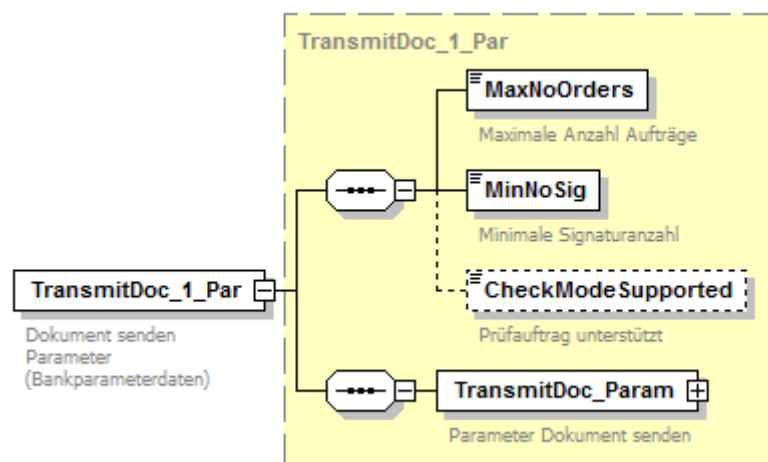 TransmitDoc_1_Par
MaxNoOrders
Maximale Anzahl Aufträge
MinNoSig
Minimale Signaturanzahl
TransmitDoc_1_Par
Dokument senden
Parameter
(Bankparameterdaten)
CheckModeSupported
Prüfauftrag unterstützt
TransmitDoc_Param
Parameter Dokument senden